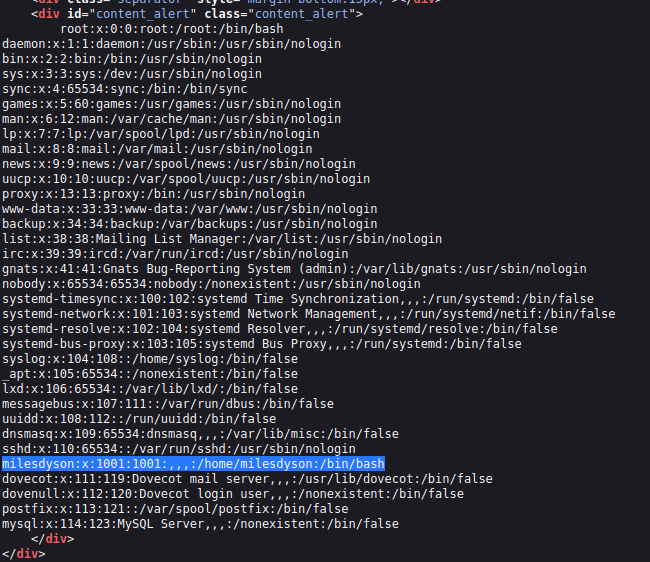 <div class="separator" style="margin-bottom:15px;"></div>
<div id="content_alert" class="content_alert">
root:x:0:0:root:/root:/bin/bash
daemon:x:1:1:daemon:/usr/sbin:/usr/sbin/nologin
bin:x:2:2:bin:/bin:/usr/sbin/nologin
sys:x:3:3:sys:/dev:/usr/sbin/nologin
sync:x:4:65534:sync:/bin:/bin/sync
games:x:5:60:games:/usr/games:/usr/sbin/nologin
man:x:6:12:man:/var/cache/man:/usr/sbin/nologin
lp:x:7:7:lp:/var/spool/lpd:/usr/sbin/nologin
mail:x:8:8:mail:/var/mail:/usr/sbin/nologin
news:x:9:9:news:/var/spool/news:/usr/sbin/nologin
uucp:x:10:10:uucp:/var/spool/uucp:/usr/sbin/nologin
proxy:x:13:13:proxy:/bin:/usr/sbin/nologin
www-data:x:33:33:www-data:/var/www:/usr/sbin/nologin
backup:x:34:34:backup:/var/backups:/usr/sbin/nologin
list:x:38:38:Mailing List Manager:/var/list:/usr/sbin/nologin
irc:x:39:39:ircd:/var/run/ircd:/usr/sbin/nologin
gnats:x:41:41:Gnats Bug-Reporting System (admin):/var/lib/gnats:/usr/sbin/nologin
nobody:x:65534:65534:nobody:/nonexistent:/usr/sbin/nologin
systemd-timesync:x:100:102:systemd Time Synchronization,,,:/run/systemd:/bin/false
systemd-network:x:101:103:systemd Network Management,,,:/run/systemd/netif:/bin/false
systemd-resolve:x:102:104:systemd Resolver,,,:/run/systemd/resolve:/bin/false
systemd-bus-proxy:x:103:105:systemd Bus Proxy,,,:/run/systemd:/bin/false
syslog:x:104:108::/home/syslog:/bin/false
_apt:x:105:65534::/nonexistent:/bin/false
lxd:x:106:65534::/var/lib/lxd/:/bin/false
messagebus:x:107:111::/var/run/dbus:/bin/false
uuidd:x:108:112::/run/uuidd:/bin/false
dnsmasq:x:109:65534:dnsmasq,,,:/var/lib/misc:/bin/false
sshd:x:110:65534::/var/run/sshd:/usr/sbin/nologin
milesdyson:x:1001:1001:,,,:/home/milesdyson:/bin/bash
dovecot:x:111:119:Dovecot mail server,,,:/usr/lib/dovecot:/bin/false
dovenull:x:112:120:Dovecot login user,,,:/nonexistent:/bin/false
postfix:x:113:121::/var/spool/postfix:/bin/false
mysql:x:114:123:MySQL Server,,,:/nonexistent:/bin/false
</div>
</div>